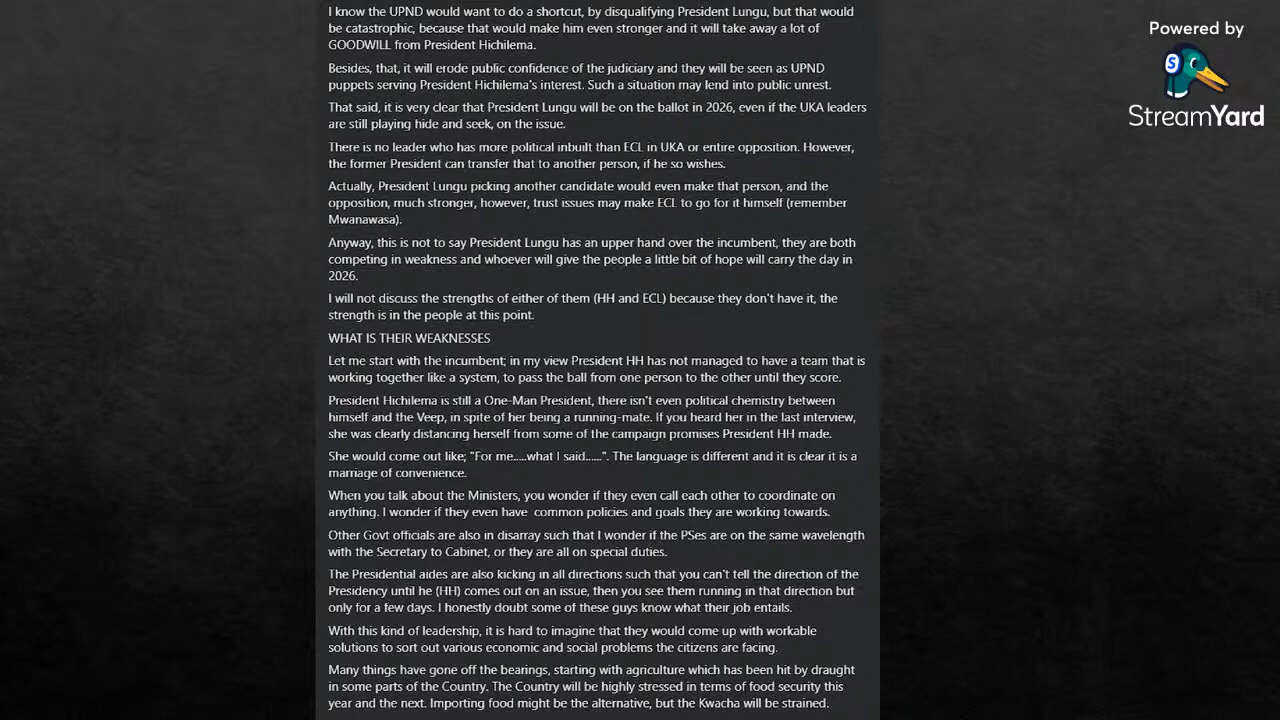 I know the UPND would want to do a shortcut, by disqualifying President Lungu, but that would
be catastrophic, because that would make him even stronger and it will take away a lot of
GOODWILL from President Hichilema.
Besides, that, it will erode public confidence of the judiciary and they will be seen as UPND
puppets serving President Hichilema's interest. Such a situation may lend into public unrest.
That said, it is very clear that President Lungu will be on the ballot in 2026, even if the UKA leaders
are still playing hide and seek, on the issue.
There is no leader who has more political inbuilt than ECL in UKA or entire opposition. However,
the former President can transfer that to another person, if he so wishes.
Actually, President Lungu picking another candidate would even make that person, and the
opposition, much stronger, however, trust issues may make ECL to go for it himself (remember
Mwanawasa).
Anyway, this is not to say President Lungu has an upper hand over the incumbent, they are both
competing in weakness and whoever will give the people a little bit of hope will carry the day in
2026.
I will not discuss the strengths of either of them (HH and ECL) because they don't have it, the
strength is in the people at this point.
WHAT IS THEIR WEAKNESSES
Let me start with the incumbent; in my view President HH has not managed to have a team that is
working together like a system, to pass the ball from one person to the other until they score.
President Hichilema is still a One-Man President, there isn't even political chemistry between
himself and the Veep, in spite of her being a running-mate. If you heard her in the last interview,
she was clearly distancing herself from some of the campaign promises President HH made.
She would come out like; "For me.....what I said......". The language is different and it is clear it is a
marriage of convenience.
When you talk about the Ministers, you wonder if they even call each other to coordinate on
anything. I wonder if they even have common policies and goals they are working towards.
Other Govt officials are also in disarray such that I wonder if the PSes are on the same wavelength
with the Secretary to Cabinet, or they are all on special duties.
The Presidential aides are also kicking in all directions such that you can't tell the direction of the
Presidency until he (HH) comes out on an issue, then you see them running in that direction but
only for a few days. I honestly doubt some of these guys know what their job entails.
With this kind of leadership, it is hard to imagine that they would come up with workable
solutions to sort out various economic and social problems the citizens are facing.
Many things have gone off the bearings, starting with agriculture which has been hit by draught
in some parts of the Country. The Country will be highly stressed in terms of food security this
year and the next. Importing food might be the alternative, but the Kwacha will be strained.
Powered by
S
StreamYard